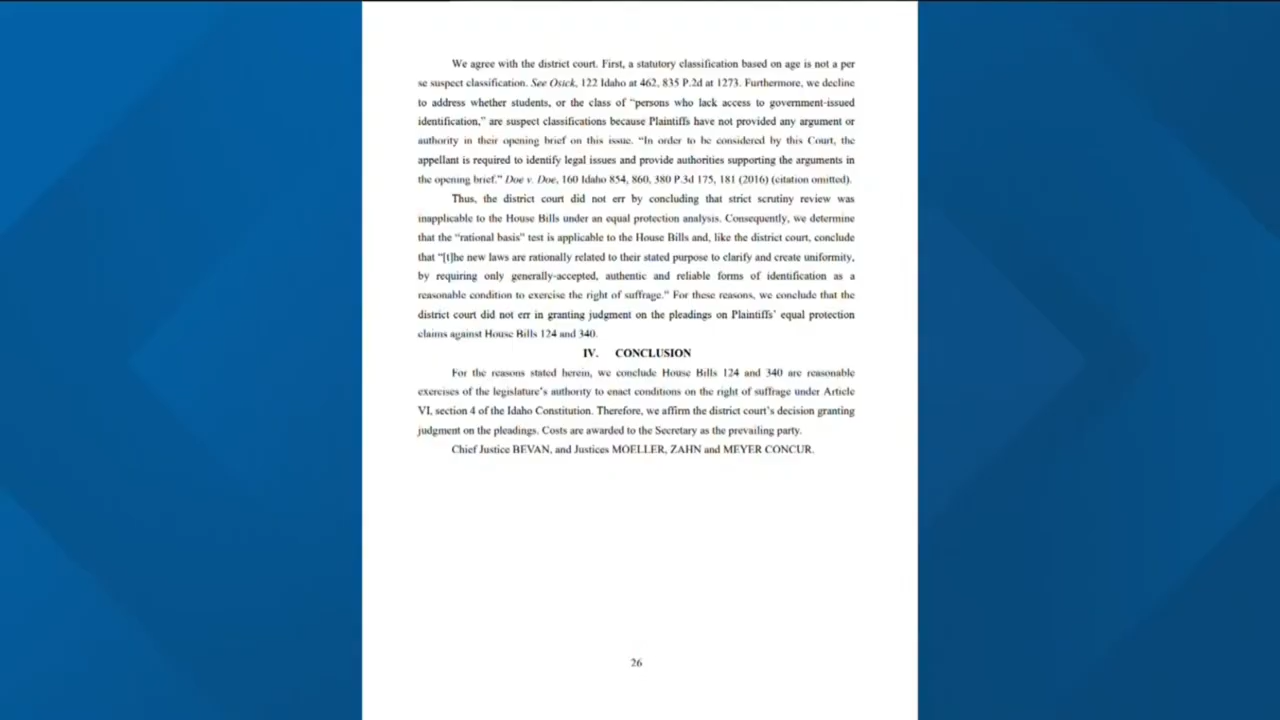 We agree with the district court. First, a statutory classification based on age is not a per
se suspect classification. See Osick, 122 Idaho at 462, 835 P.2d at 1273. Furthermore, we decline
to address whether students, or the class of “persons who lack access to government-issued
identification,” are suspect classifications because Plaintiffs have not provided any argument or
authority in their opening brief on this issue. “In order to be considered by this Court, the
appellant is required to identify legal issues and provide authorities supporting the arguments in
the opening brief.” Doe v. Doe, 160 Idaho 854, 860, 380 P.3d 175, 181 (2016) (citation omitted).
Thus, the district court did not err by concluding that strict scrutiny review was
inapplicable to the House Bills under an equal protection analysis. Consequently, we determine
that the “rational basis” test is applicable to the House Bills and, like the district court, conclude
that “[t]he new laws are rationally related to their stated purpose to clarify and create uniformity,
by requiring only generally-accepted, authentic and reliable forms of identification as a
reasonable condition to exercise the right of suffrage.” For these reasons, we conclude that the
district court did not err in granting judgment on the pleadings on Plaintiffs’ equal protection
claims against House Bills 124 and 340.
IV. CONCLUSION
For the reasons stated herein, we conclude House Bills 124 and 340 are reasonable
exercises of the legislature’s authority to enact conditions on the right of suffrage under Article
VI, section 4 of the Idaho Constitution. Therefore, we affirm the district court’s decision granting
judgment on the pleadings. Costs are awarded to the Secretary as the prevailing party.
Chief Justice BEVAN, and Justices MOELLER, ZAHN and MEYER CONCUR.
26